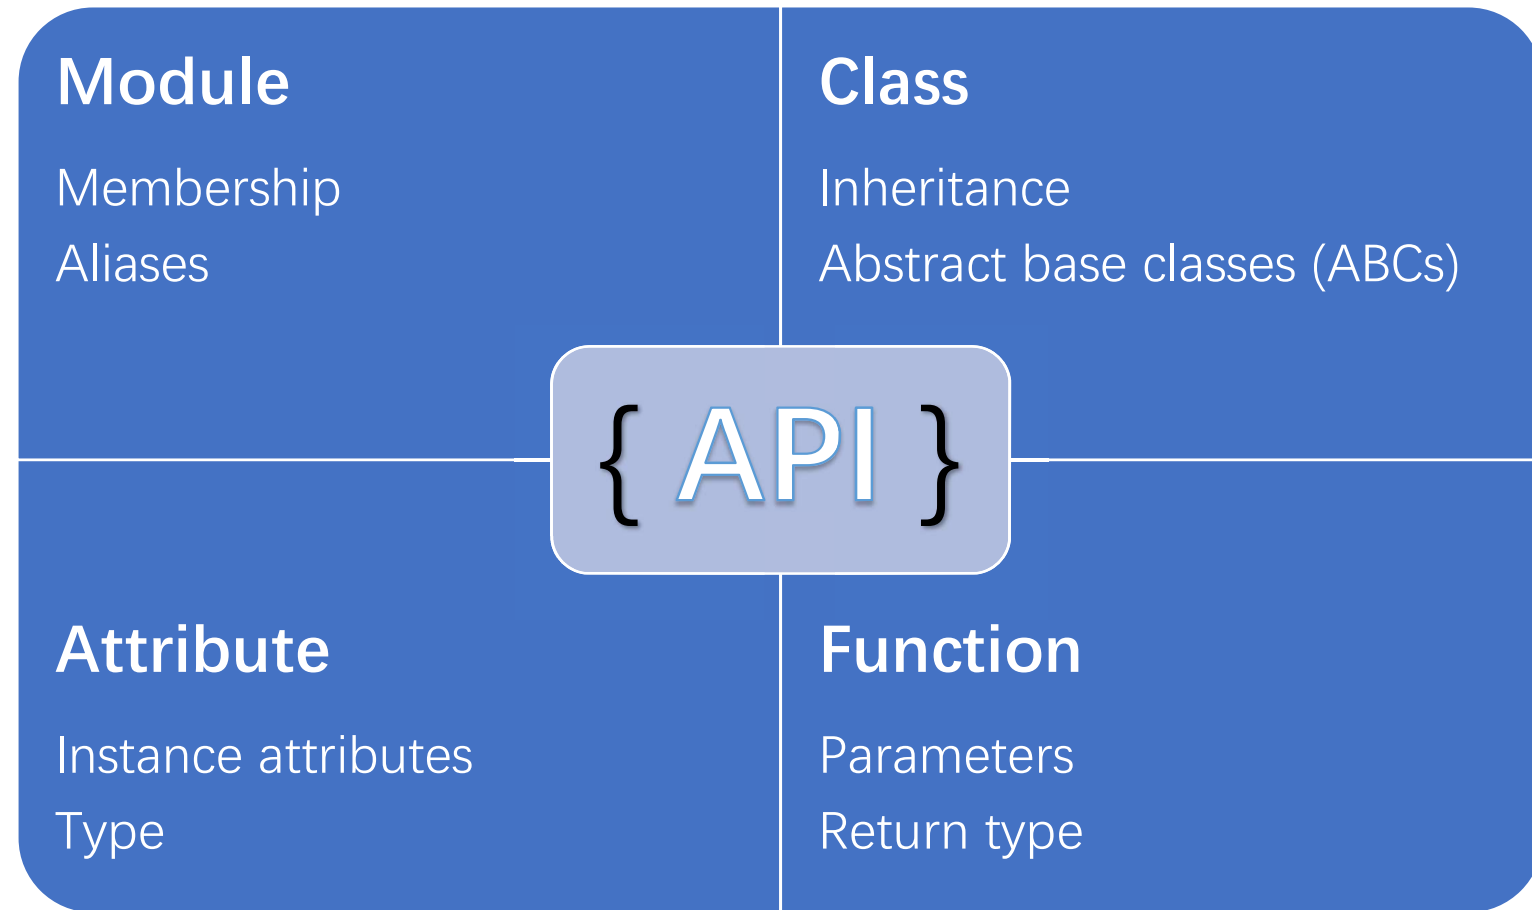 Module
Membership
Aliases
Class
Inheritance
Abstract base classes (ABCs)
{ API }
Attribute
Instance attributes
Type
Function
Parameters
Return type